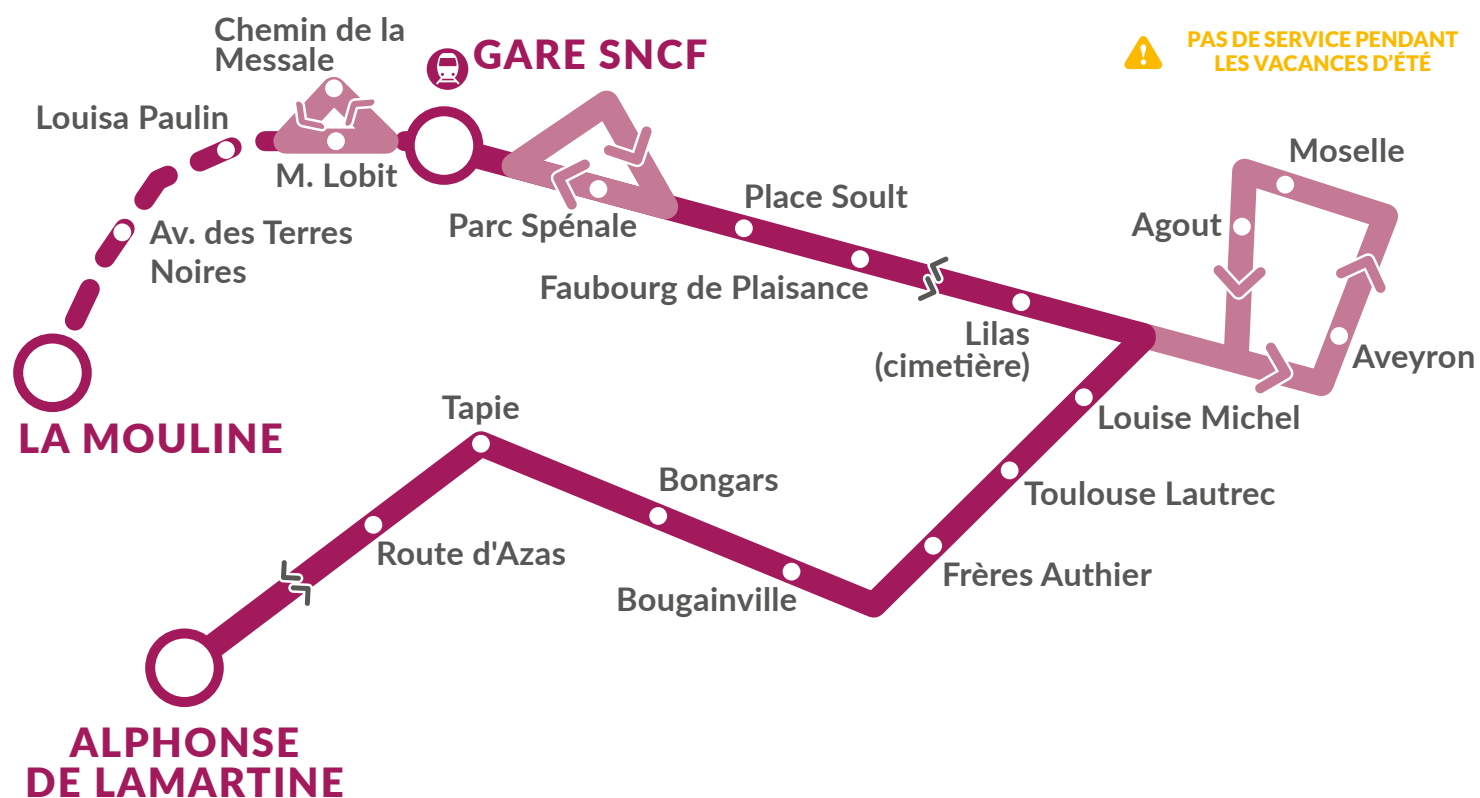 Chemin de la
Messale
GARE SNCF
PAS DE SERVICE PENDANT
LES VACANCES D'ÉTÉ
Louisa Paulin
M. Lobit
Moselle
Place Soult
Parc Spénale
Agout
Av. des Terres
Noires
Faubourg de Plaisance
Lilas
(cimetière)
Aveyron
LA MOULINE
Tapie
Louise Michel
Bongars
Toulouse Lautrec
Route d'Azas
Frères Authier
Bougainville
ALPHONSE
DE LAMARTINE